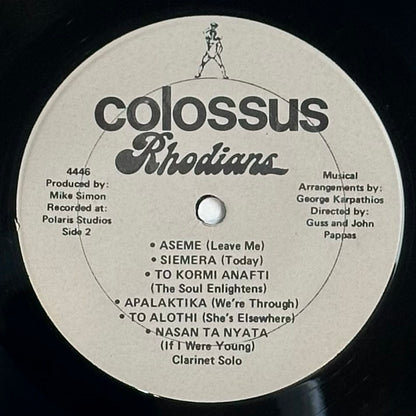 colossus
Rhodians
4446
Produced by:
Mike Simon
Recorded at:
Polaris Studios
Side 2
Musical
Arrangements by:
George Karpathios
Directed by:
Guss and John
Pappas
• ASEME (Leave Me)
• SIEMERA (Today)
• TO KORMI ANAFTI
(The Soul Enlightens)
• APALAKTIKA (We're Through)
• TO ALOTHI (She's Elsewhere)
• NASAN TA NYATA
(If I Were Young)
Clarinet Solo